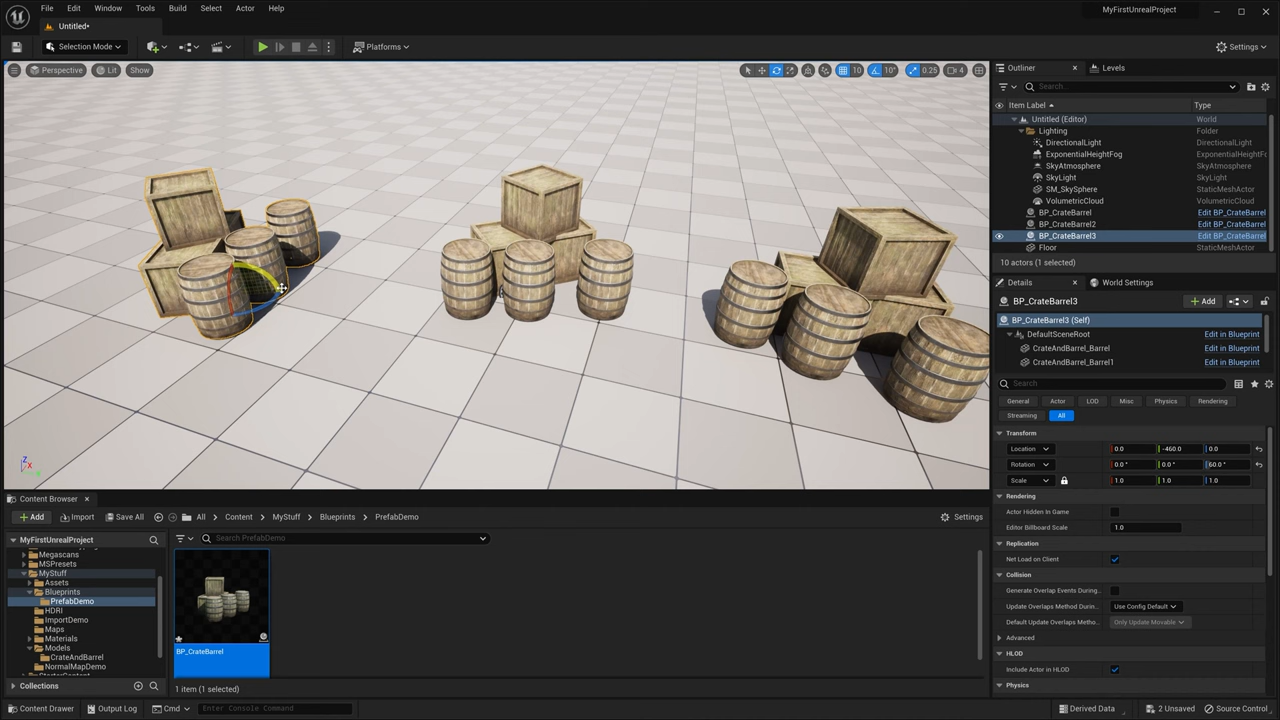 File Edit Window Tools Build Select Actor Help
MyFirstUnrealProject
Untitled*
Selection Mode
Platforms
Settings
Perspective Lit Show
10 10° 0.25 4
Outliner Levels
Search...
Item Label Type
Untitled (Editor) World
Lighting Folder
DirectionalLight DirectionalLight
ExponentialHeightFog ExponentialHeightFo
SkyAtmosphere SkyAtmosphere
SkyLight SkyLight
SM_SkySphere StaticMeshActor
VolumetricCloud VolumetricCloud
BP_CrateBarrel Edit BP_CrateBarrel
BP_CrateBarrel2 Edit BP_CrateBarrel
BP_CrateBarrel3 Edit BP_CrateBarrel
Floor StaticMeshActor
10 actors (1 selected)
Details World Settings
BP_CrateBarrel3 Add
BP_CrateBarrel3 (Self)
DefaultSceneRoot Edit in Blueprint
CrateAndBarrel_Barrel Edit in Blueprint
CrateAndBarrel_Barrel1 Edit in Blueprint
Search
General Actor LOD Misc Physics Rendering
Streaming All
Transform
Location 0.0 -460.0 0.0
Rotation 0.0 ° 0.0 ° 60.0 °
Scale 1.0 1.0 1.0
Rendering
Actor Hidden In Game
Editor Billboard Scale 1.0
Replication
Net Load on Client
Collision
Generate Overlap Events During...
Update Overlaps Method Durin... Use Config Default
Default Update Overlaps Metho... Only Update Movable
Advanced
HLOD
Include Actor in HLOD
Physics
Z X
Content Browser
Add Import Save All All Content MyStuff Blueprints PrefabDemo Settings
MyFirstUnrealProject
Megascans
MSPresets
MyStuff
Assets
Blueprints
PrefabDemo
HDRI
ImportDemo
Maps
Materials
Models
CrateAndBarrel
NormalMapDemo
Collections
Search PrefabDemo
BP_CrateBarrel
1 item (1 selected)
Content Drawer Output Log Cmd Enter Console Command Derived Data 2 Unsaved Source Control